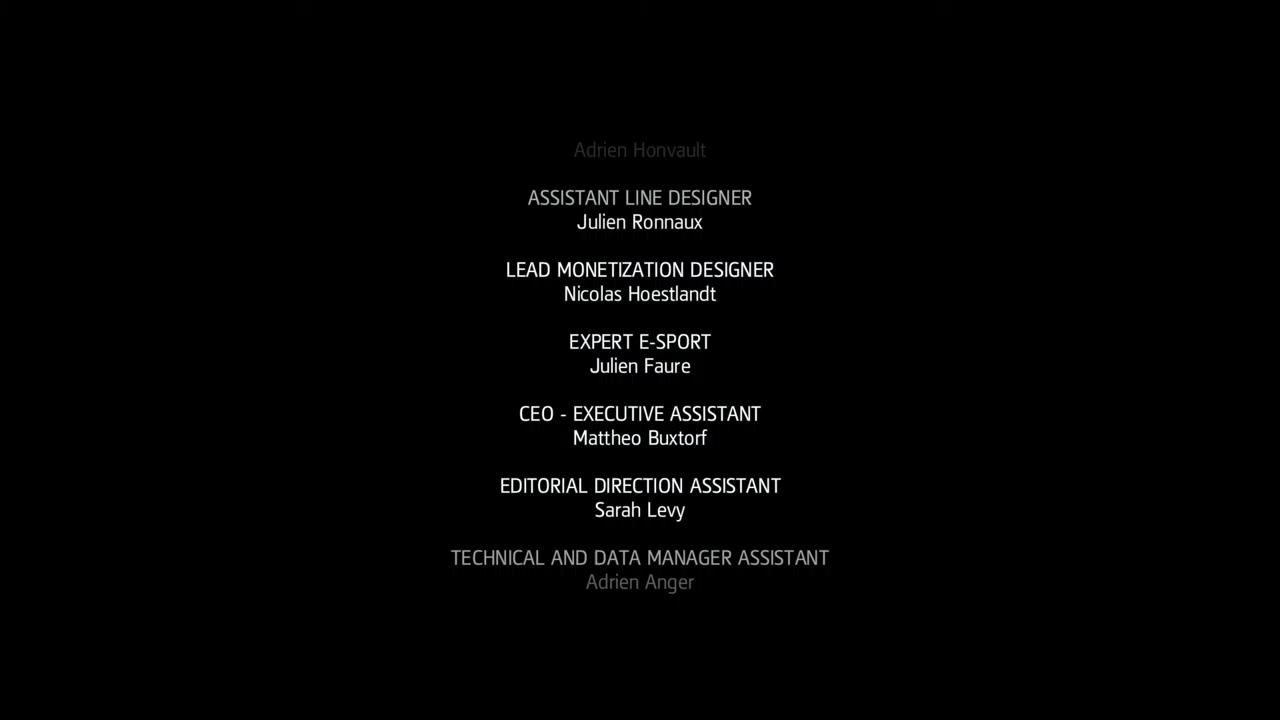 Adrien Honvault
ASSISTANT LINE DESIGNER
Julien Ronnaux
LEAD MONETIZATION DESIGNER
Nicolas Hoestlandt
EXPERT E-SPORT
Julien Faure
CEO - EXECUTIVE ASSISTANT
Mattheo Buxtorf
EDITORIAL DIRECTION ASSISTANT
Sarah Levy
TECHNICAL AND DATA MANAGER ASSISTANT
Adrien Anger